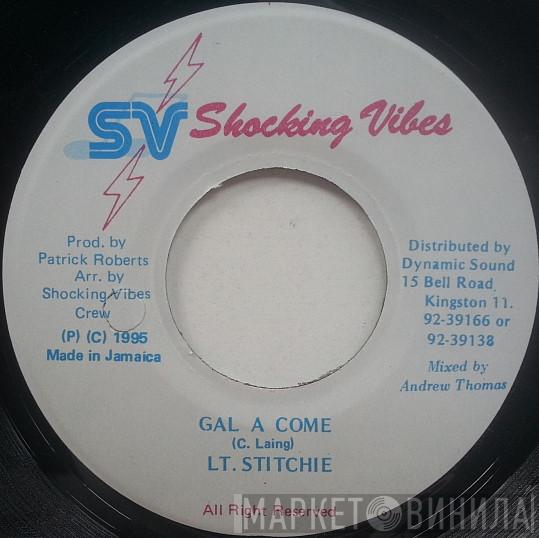 SV Shocking Vibes
Prod. by
Patrick Roberts
Arr. by
Shocking Vibes
Crew
(P) (C) 1995
Made in Jamaica
Distributed by
Dynamic Sound
15 Bell Road
Kingston 11.
92-39166 or
92-39138
Mixed by
Andrew Thomas
GAL A COME
(C. Laing)
LT. STITCHIE
All Right Reserved
МАРКЕТ ВИНИЛА